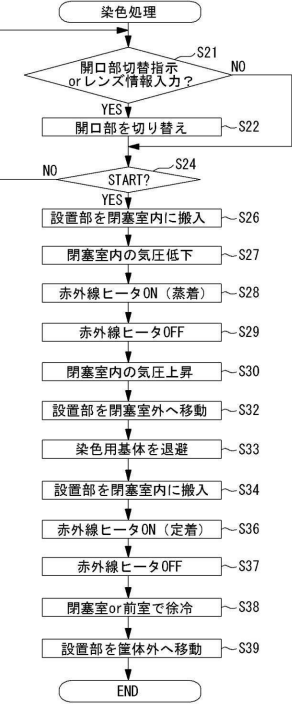 染色処理
S21
開口部切替指示
orレンズ情報入力？
NO
YES
開口部を切り替え
S22
S24
NO
START?
YES
設置部を閉塞室内に搬入
S26
閉塞室内の気圧低下
S27
赤外線ヒータON（蒸着）
S28
赤外線ヒータOFF
S29
閉塞室内の気圧上昇
S30
設置部を閉塞室外へ移動
S32
染色用基体を退避
S33
設置部を閉塞室内に搬入
S34
赤外線ヒータON（定着）
S36
赤外線ヒータOFF
S37
閉塞室or前室で徐冷
S38
設置部を筐体外へ移動
S39
END